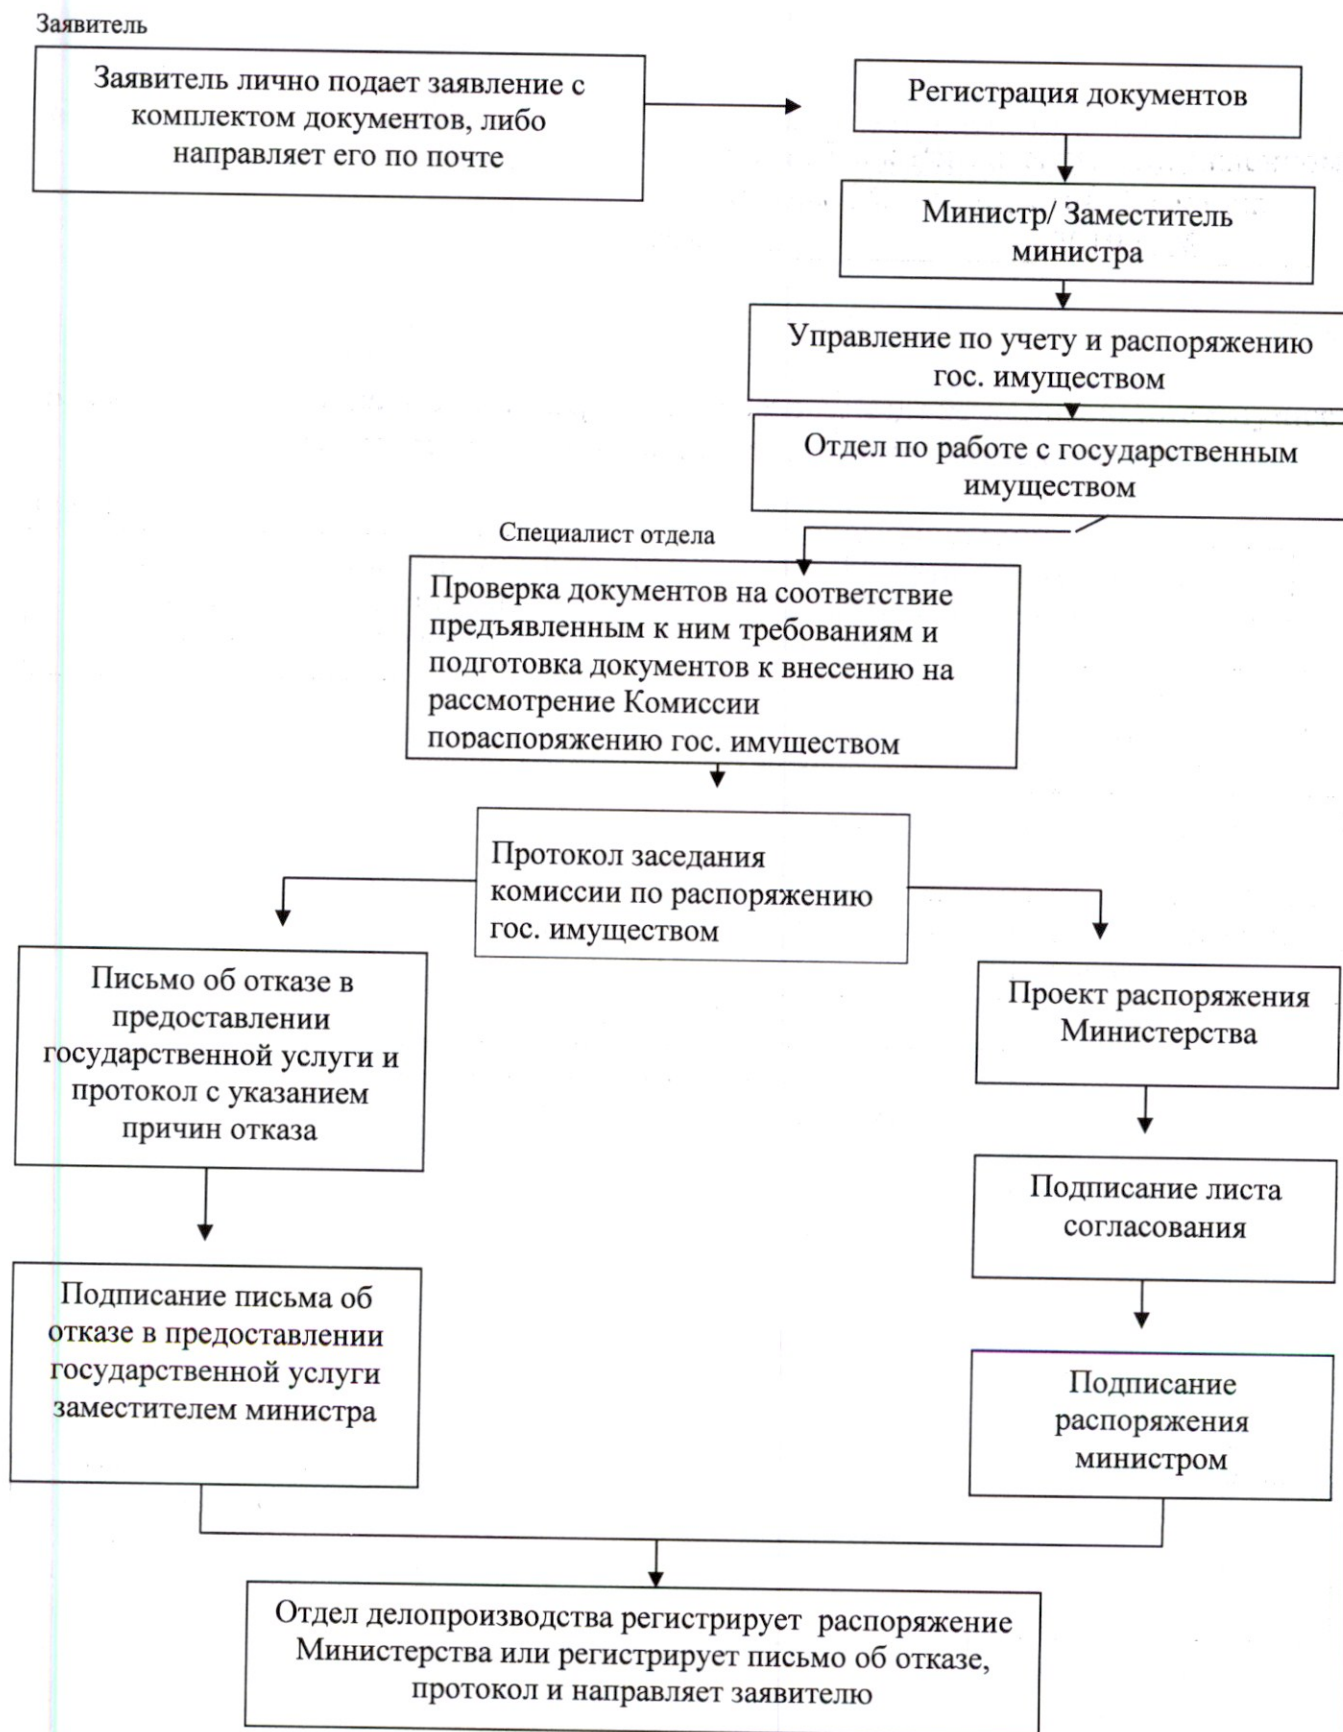 Заявитель
Заявитель лично подает заявление с
комплектом документов, либо
направляет его по почте
Регистрация документов
Министр/ Заместитель
министра
Управление по учету и распоряжению
гос. имуществом
Отдел по работе с государственным
имуществом
Специалист отдела
Проверка документов на соответствие
предъявленным к ним требованиям и
подготовка документов к внесению на
рассмотрение Комиссии
пораспоряжению гос. имуществом
Протокол заседания
комиссии по распоряжению
гос. имуществом
Письмо об отказе в
предоставлении
государственной услуги и
протокол с указанием
причин отказа
Проект распоряжения
Министерства
Подписание листа
согласования
Подписание письма об
отказе в предоставлении
государственной услуги
заместителем министра
Подписание
распоряжения
министром
Отдел делопроизводства регистрирует распоряжение
Министерства или регистрирует письмо об отказе,
протокол и направляет заявителю